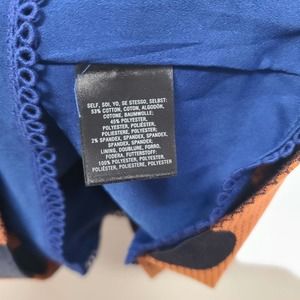 SELF, SOI, YO, SE STESSO, SELBST:
53% COTTON, COTON, ALGODÓN,
COTONE, BAUMWOLLE;
45% POLYESTER,
POLYESTER, POLIÉSTER,
POLIESTERE, POLYESTER;
2% SPANDEX, SPANDEX,
SPANDEX, SPANDEX, SPANDEX;
LINING, DOUBLURE, FORRO,
FODERA, FUTTERSTOFF:
100% POLYESTER, POLYESTER,
POLIÉSTER, POLIESTERE, POLYESTER